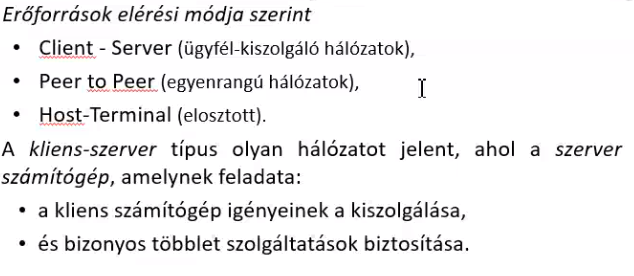 Erőforrások elérési módja szerint
• Client - Server (ügyfél-kiszolgáló hálózatok),
• Peer to Peer (egyenrangú hálózatok),
• Host-Terminal (elosztott).
A kliens-szerver típus olyan hálózatot jelent, ahol a szerver
számítógép, amelynek feladata:
• a kliens számítógép igényeinek a kiszolgálása,
• és bizonyos többlet szolgáltatások biztosítása.